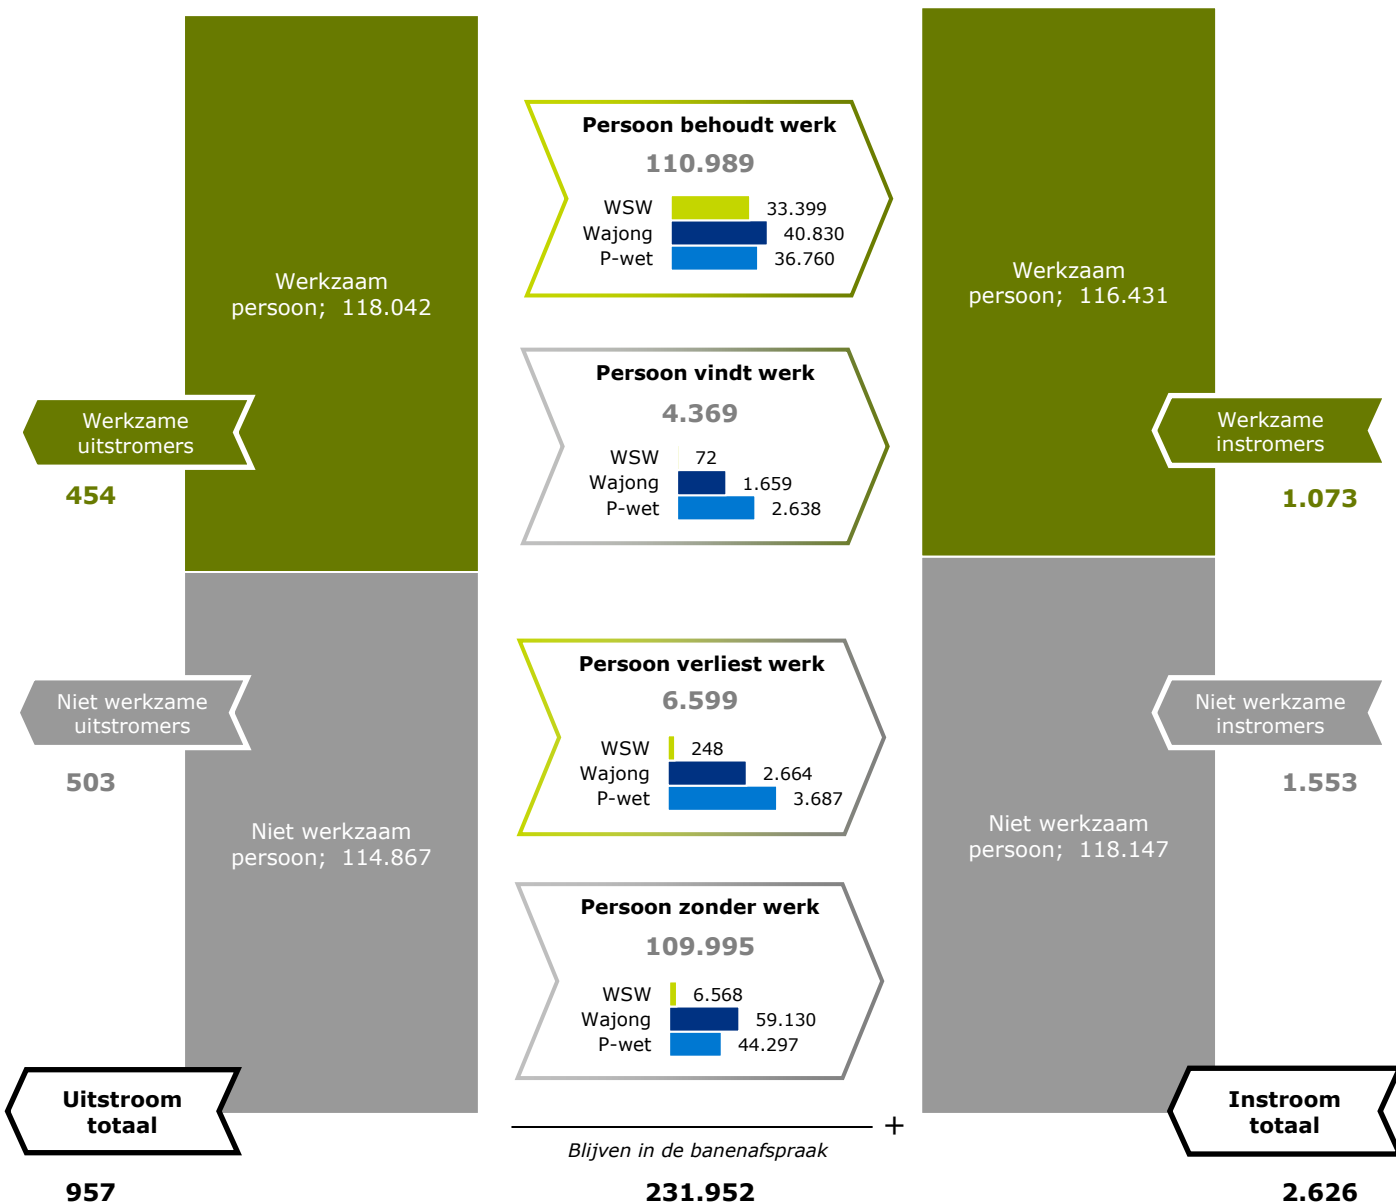 Werkzaam
persoon; 118.042
Werkzame
uitstromers
454
Niet werkzame
uitstromers
503
Niet werkzaam
persoon; 114.867
Uitstroom
totaal
957
Persoon behoudt werk
110.989
WSW 33.399
Wajong 40.830
P-wet 36.760
Persoon vindt werk
4.369
WSW 72
Wajong 1.659
P-wet 2.638
Persoon verliest werk
6.599
WSW 248
Wajong 2.664
P-wet 3.687
Persoon zonder werk
109.995
WSW 6.568
Wajong 59.130
P-wet 44.297
+
Blijven in de banenafspraak
231.952
Werkzaam
persoon; 116.431
Werkzame
instromers
1.073
Niet werkzame
instromers
1.553
Niet werkzaam
persoon; 118.147
Instroom
totaal
2.626